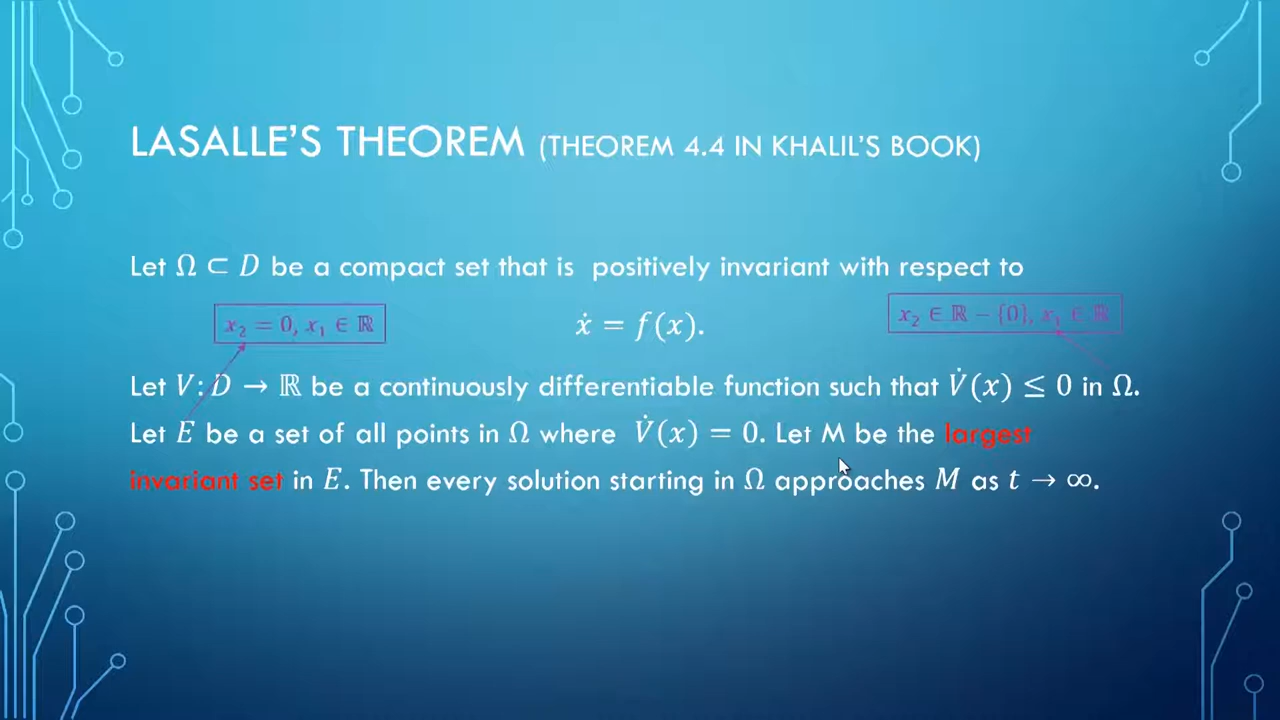 LASALLE'S THEOREM (THEOREM 4.4 IN KHALIL'S BOOK)
Let Ω ⊂ D be a compact set that is positively invariant with respect to
x₂ = 0, x₁ ∈ ℝ
ẋ = f(x).
x₂ ∈ ℝ − {0}, x₁ ∈ ℝ
Let V: D → ℝ be a continuously differentiable function such that V̇(x) ≤ 0 in Ω.
Let E be a set of all points in Ω where V̇(x) = 0. Let M be the largest
invariant set in E. Then every solution starting in Ω approaches M as t → ∞.